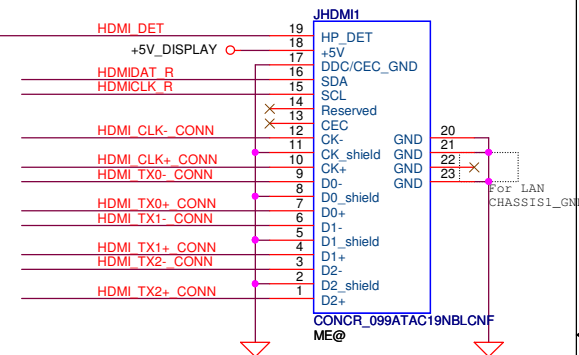 JHDMI1
HDMI_DET 19 HP_DET
+5V_DISPLAY 18 +5V
17 DDC/CEC_GND
HDMIDAT_R 16 SDA
HDMICLK_R 15 SCL
14 Reserved
13 CEC
HDMI_CLK-_CONN 12 CK- GND 20
11 CK_shield GND 21
HDMI_CLK+_CONN 10 CK+ GND 22
HDMI_TX0-_CONN 9 D0- GND 23
8 D0_shield
For LAN
HDMI_TX0+_CONN 7 D0+
CHASSIS1_GND
HDMI_TX1-_CONN 6 D1-
5 D1_shield
HDMI_TX1+_CONN 4 D1+
HDMI_TX2-_CONN 3 D2-
2 D2_shield
HDMI_TX2+_CONN 1 D2+
CONCR_099ATAC19NBLCNF
ME@